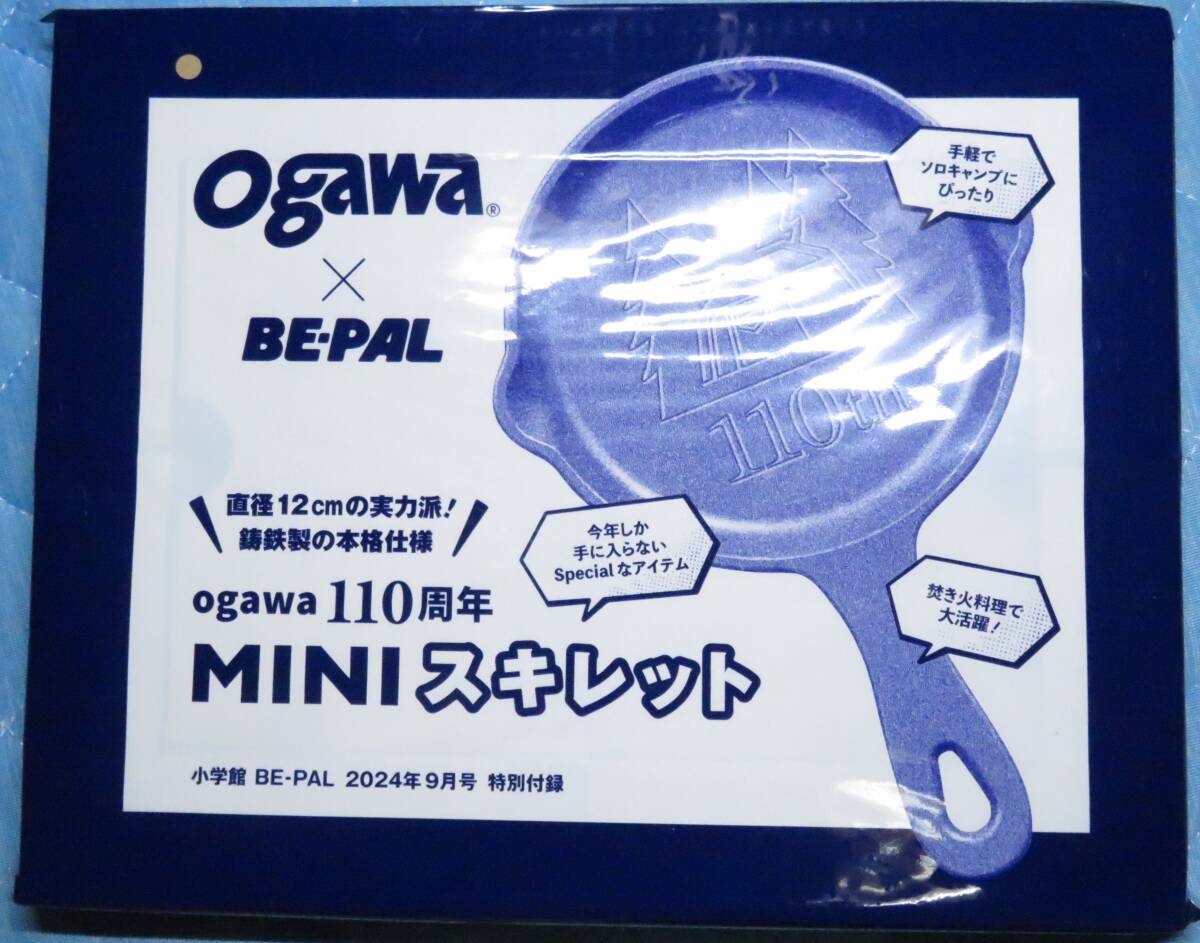 ogawa®
×
BE-PAL
手軽で
ソロキャンプに
ぴったり
110th
直径12cmの実力派!
鋳鉄製の本格仕様
今年しか
手に入らない
Specialなアイテム
焚き火料理で
大活躍!
ogawa 110周年
MINIスキレット
小学館 BE-PAL 2024年9月号 特別付録